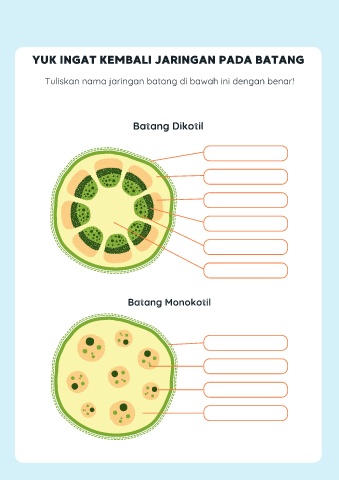 YUK INGAT KEMBALI JARINGAN PADA BATANG
Tuliskan nama jaringan batang di bawah ini dengan benar!
Batang Dikotil
Batang Monokotil